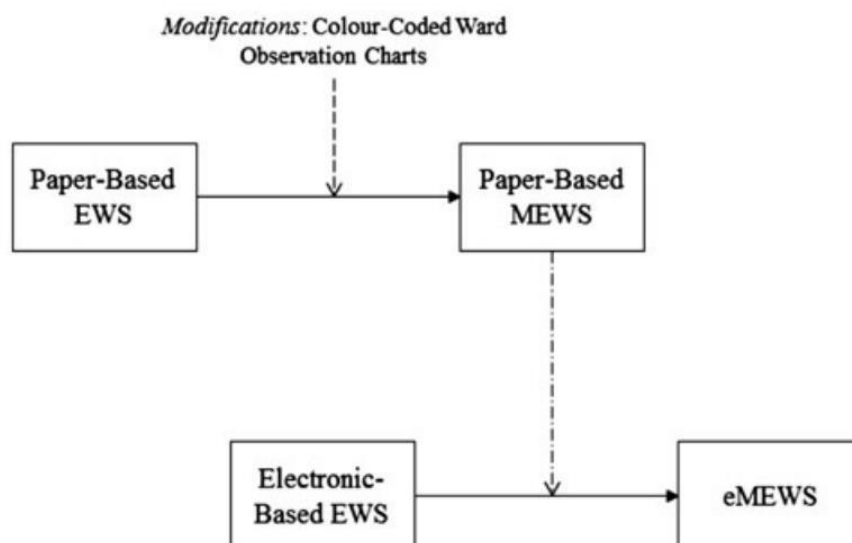 Modifications: Colour-Coded Ward
Observation Charts
Paper-Based
EWS
Paper-Based
MEWS
Electronic-
Based EWS
eMEWS